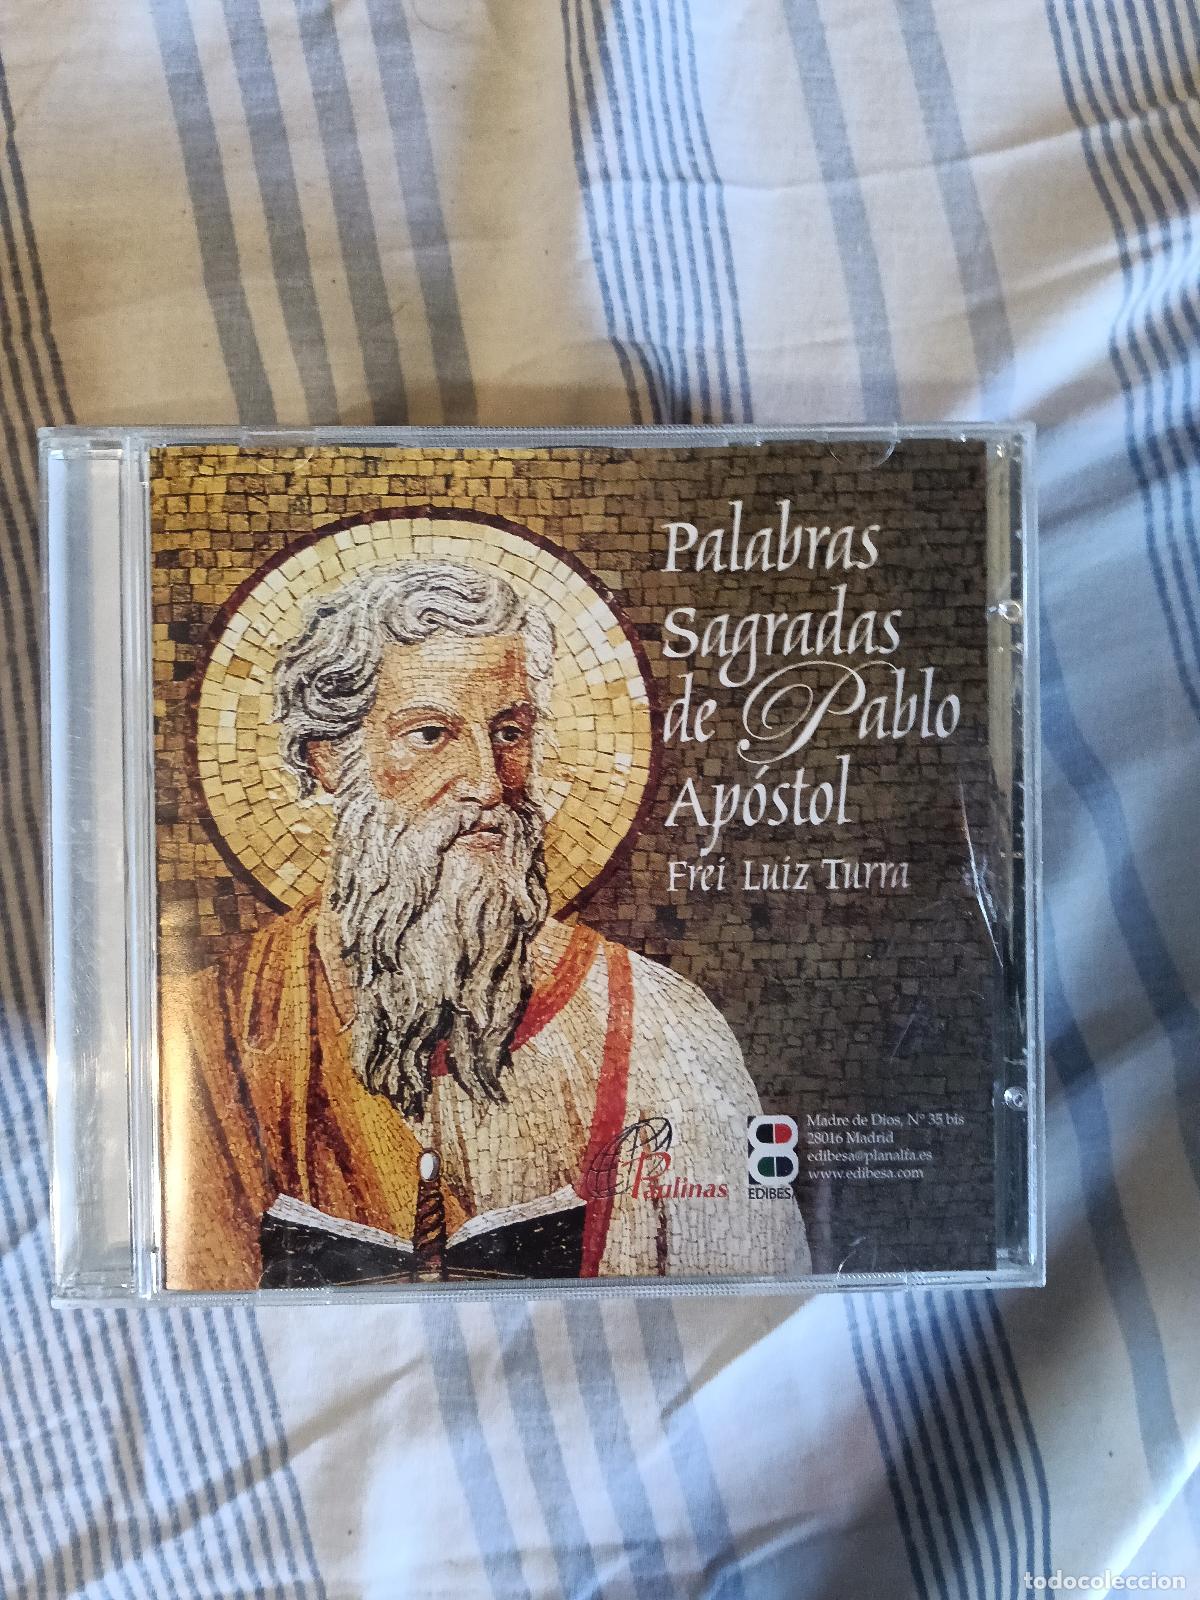 Palabras
Sagradas
de Pablo
Apóstol
Frei Luiz Turra
Paulinas
EDIBESA
Madre de Dios, Nº 35 bis
28016 Madrid
edibesa@planalfa.es
www.edibesa.com
todocoleccion